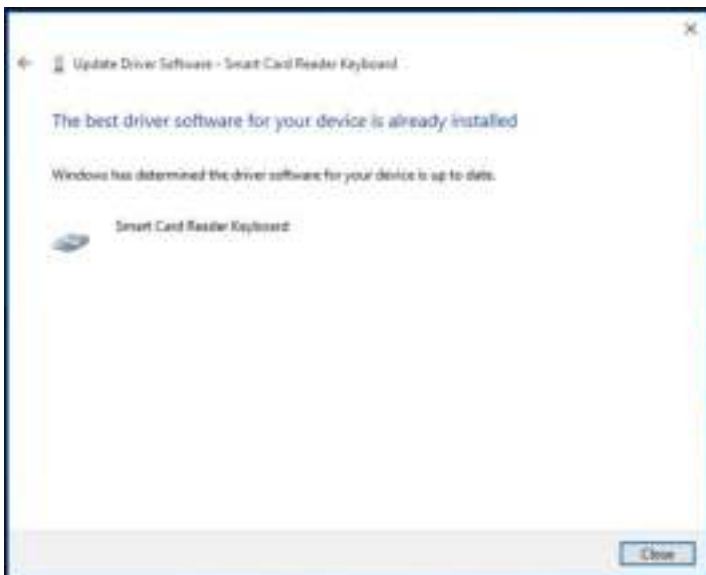 Update Driver Software - Smart Card Reader Keyboard
The best driver software for your device is already installed
Windows has determined the driver software for your device is up to date.
Smart Card Reader Keyboard
Close